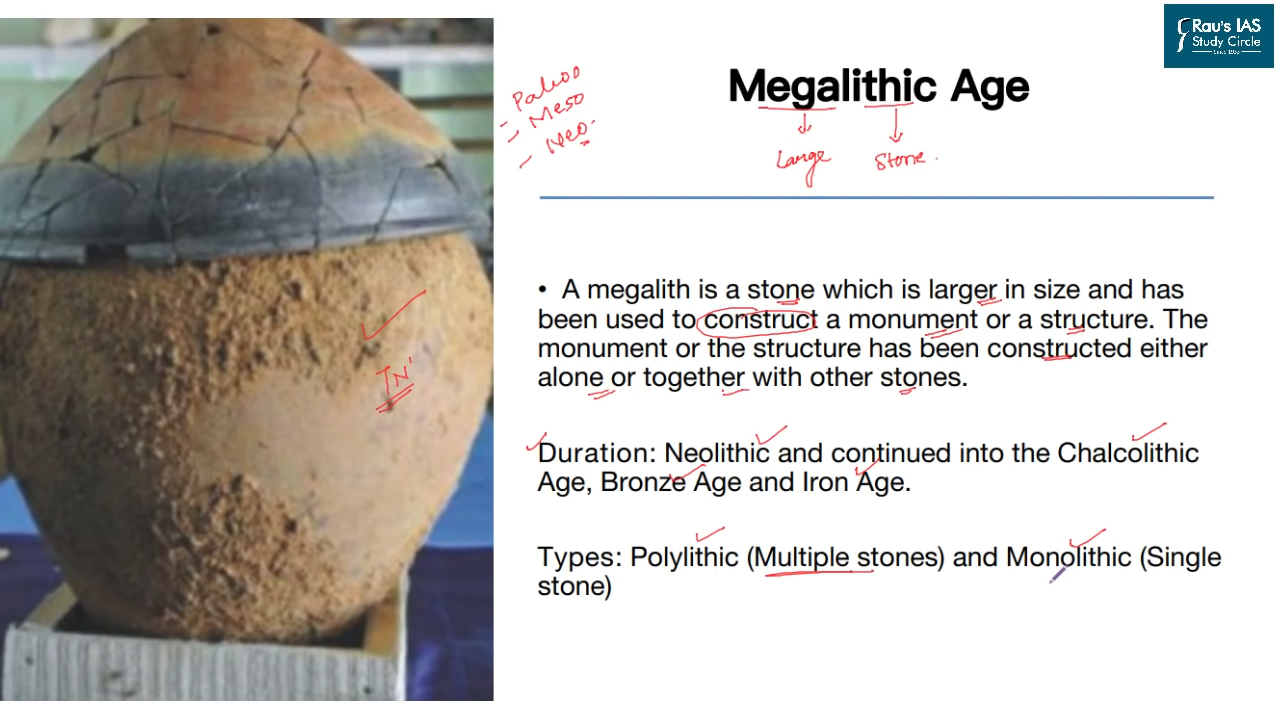 Rau's IAS
Study Circle
Megalithic Age
Paleo
- Meso
- Neo.
Large
Stone.
• A megalith is a stone which is larger in size and has
been used to construct a monument or a structure. The
monument or the structure has been constructed either
alone or together with other stones.
TN
Duration: Neolithic and continued into the Chalcolithic
Age, Bronze Age and Iron Age.
Types: Polylithic (Multiple stones) and Monolithic (Single
stone)